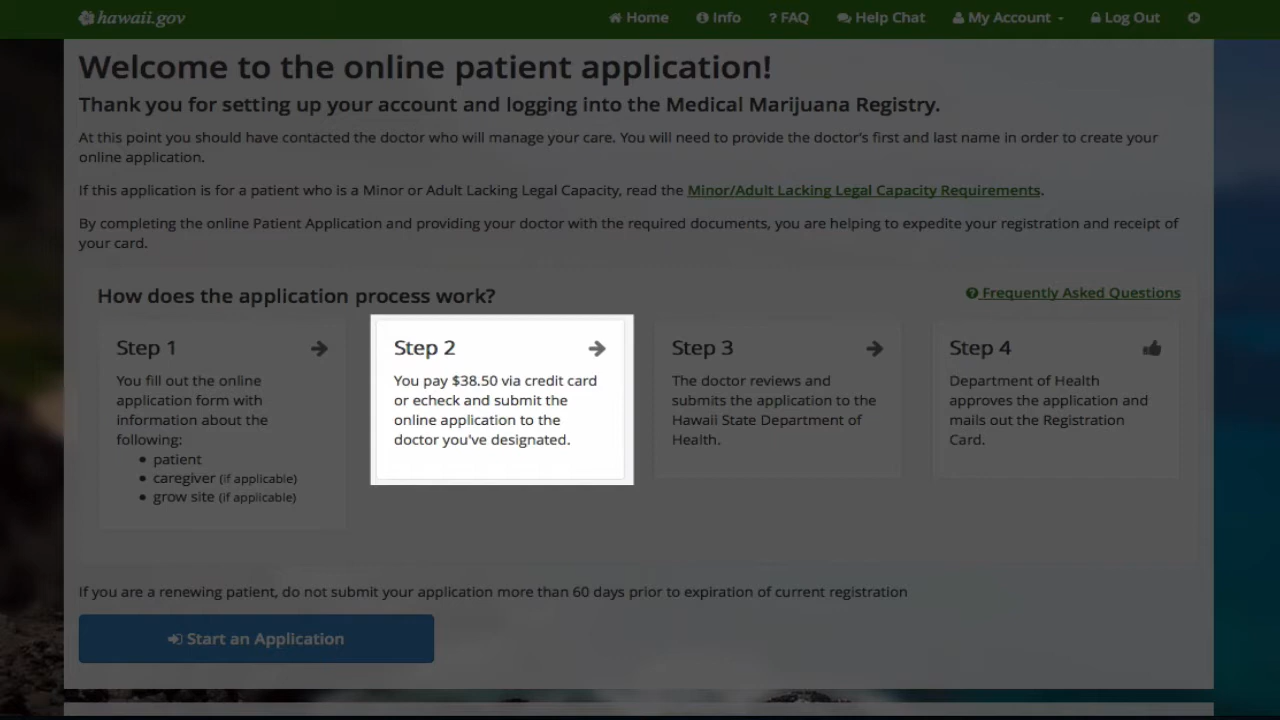 hawaii.gov
Home Info ? FAQ Help Chat My Account Log Out
Welcome to the online patient application!
Thank you for setting up your account and logging into the Medical Marijuana Registry.
At this point you should have contacted the doctor who will manage your care. You will need to provide the doctor's first and last name in order to create your
online application.
If this application is for a patient who is a Minor or Adult Lacking Legal Capacity, read the Minor/Adult Lacking Legal Capacity Requirements.
By completing the online Patient Application and providing your doctor with the required documents, you are helping to expedite your registration and receipt of
your card.
How does the application process work?
Frequently Asked Questions
Step 1
You fill out the online
application form with
information about the
following:
• patient
• caregiver (if applicable)
• grow site (if applicable)
Step 2
You pay $38.50 via credit card
or echeck and submit the
online application to the
doctor you've designated.
Step 3
The doctor reviews and
submits the application to the
Hawaii State Department of
Health.
Step 4
Department of Health
approves the application and
mails out the Registration
Card.
If you are a renewing patient, do not submit your application more than 60 days prior to expiration of current registration
Start an Application